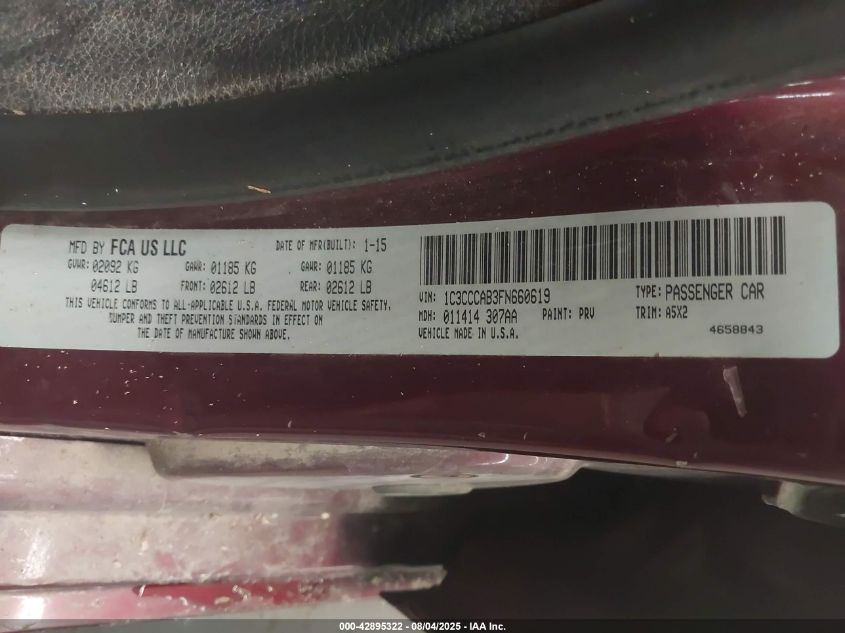 MFD BY FCA US LLC DATE OF MFR(BUILT): 1-15
GVWR: 02092 KG GAWR: 01185 KG GAWR: 01185 KG
04612 LB FRONT: 02612 LB REAR: 02612 LB
THIS VEHICLE CONFORMS TO ALL-APPLICABLE U.S.A. FEDERAL MOTOR VEHICLE SAFETY,
BUMPER AND THEFT PREVENTION STANDARDS IN EFFECT ON
THE DATE OF MANUFACTURE SHOWN ABOVE.
VIN: 1C3CCCAB3FN660619 TYPE: PASSENGER CAR
MDH: 011414 307AA PAINT: PRV TRIM: A5X2
VEHICLE MADE IN U.S.A. 4658843
000-42895322 - 08/04/2025 - IAA Inc.